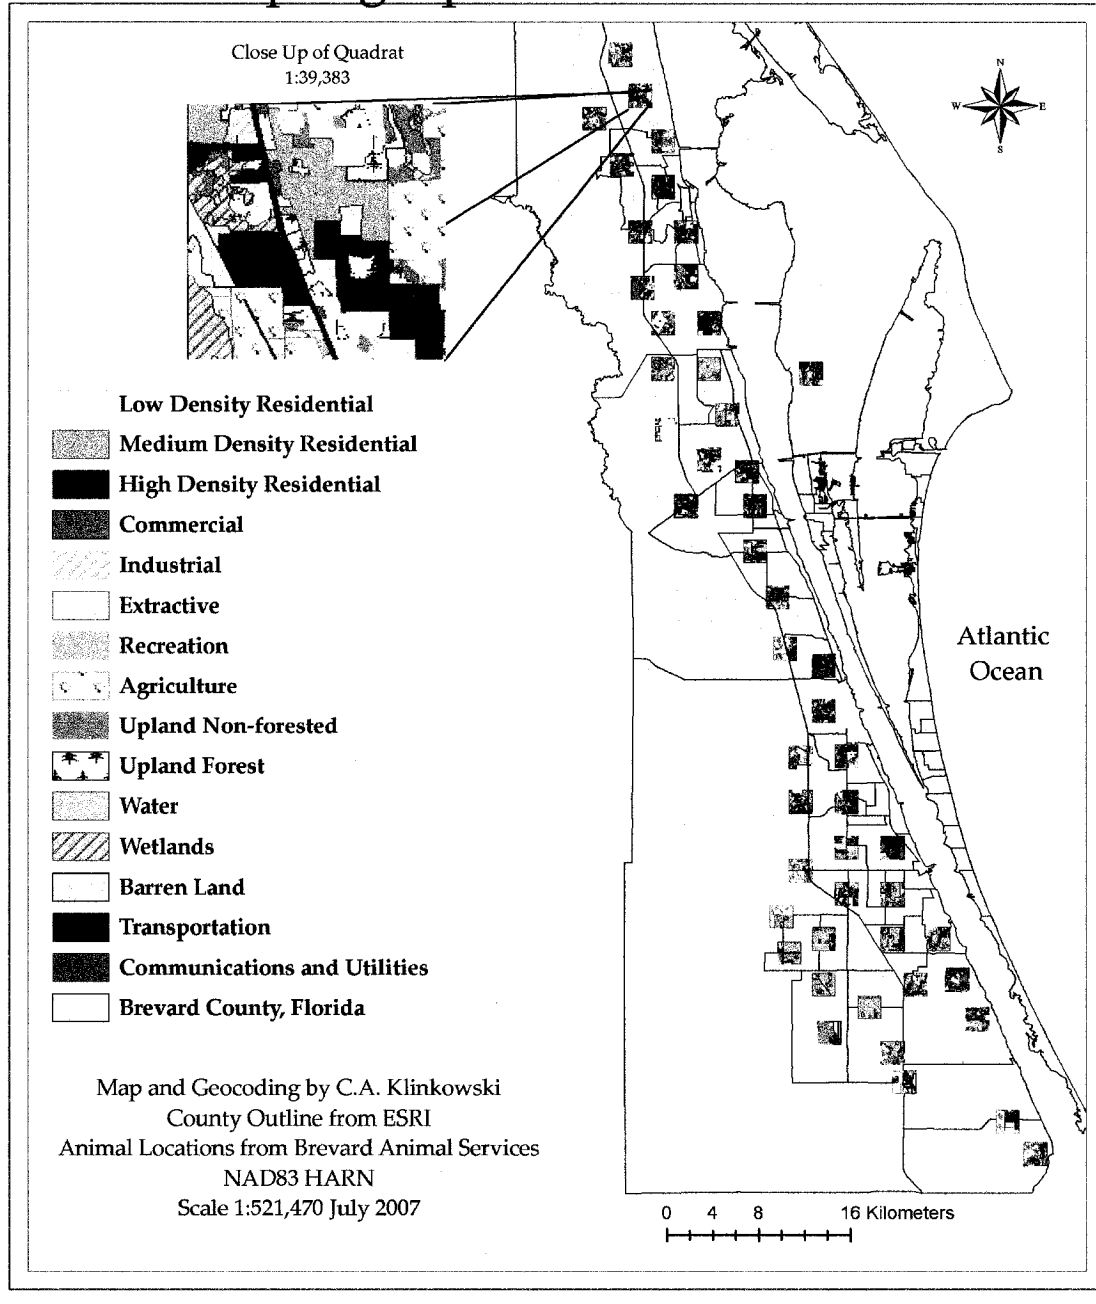 Close Up of Quadrat
1:39,383
N
W
E
S
Low Density Residential
Medium Density Residential
High Density Residential
Commercial
Industrial
Extractive
Recreation
Agriculture
Upland Non-forested
Upland Forest
Water
Wetlands
Barren Land
Transportation
Communications and Utilities
Brevard County, Florida
Atlantic
Ocean
Map and Geocoding by C.A. Klinkowski
County Outline from ESRI
Animal Locations from Brevard Animal Services
NAD83 HARN
Scale 1:521,470 July 2007
0 4 8 16 Kilometers